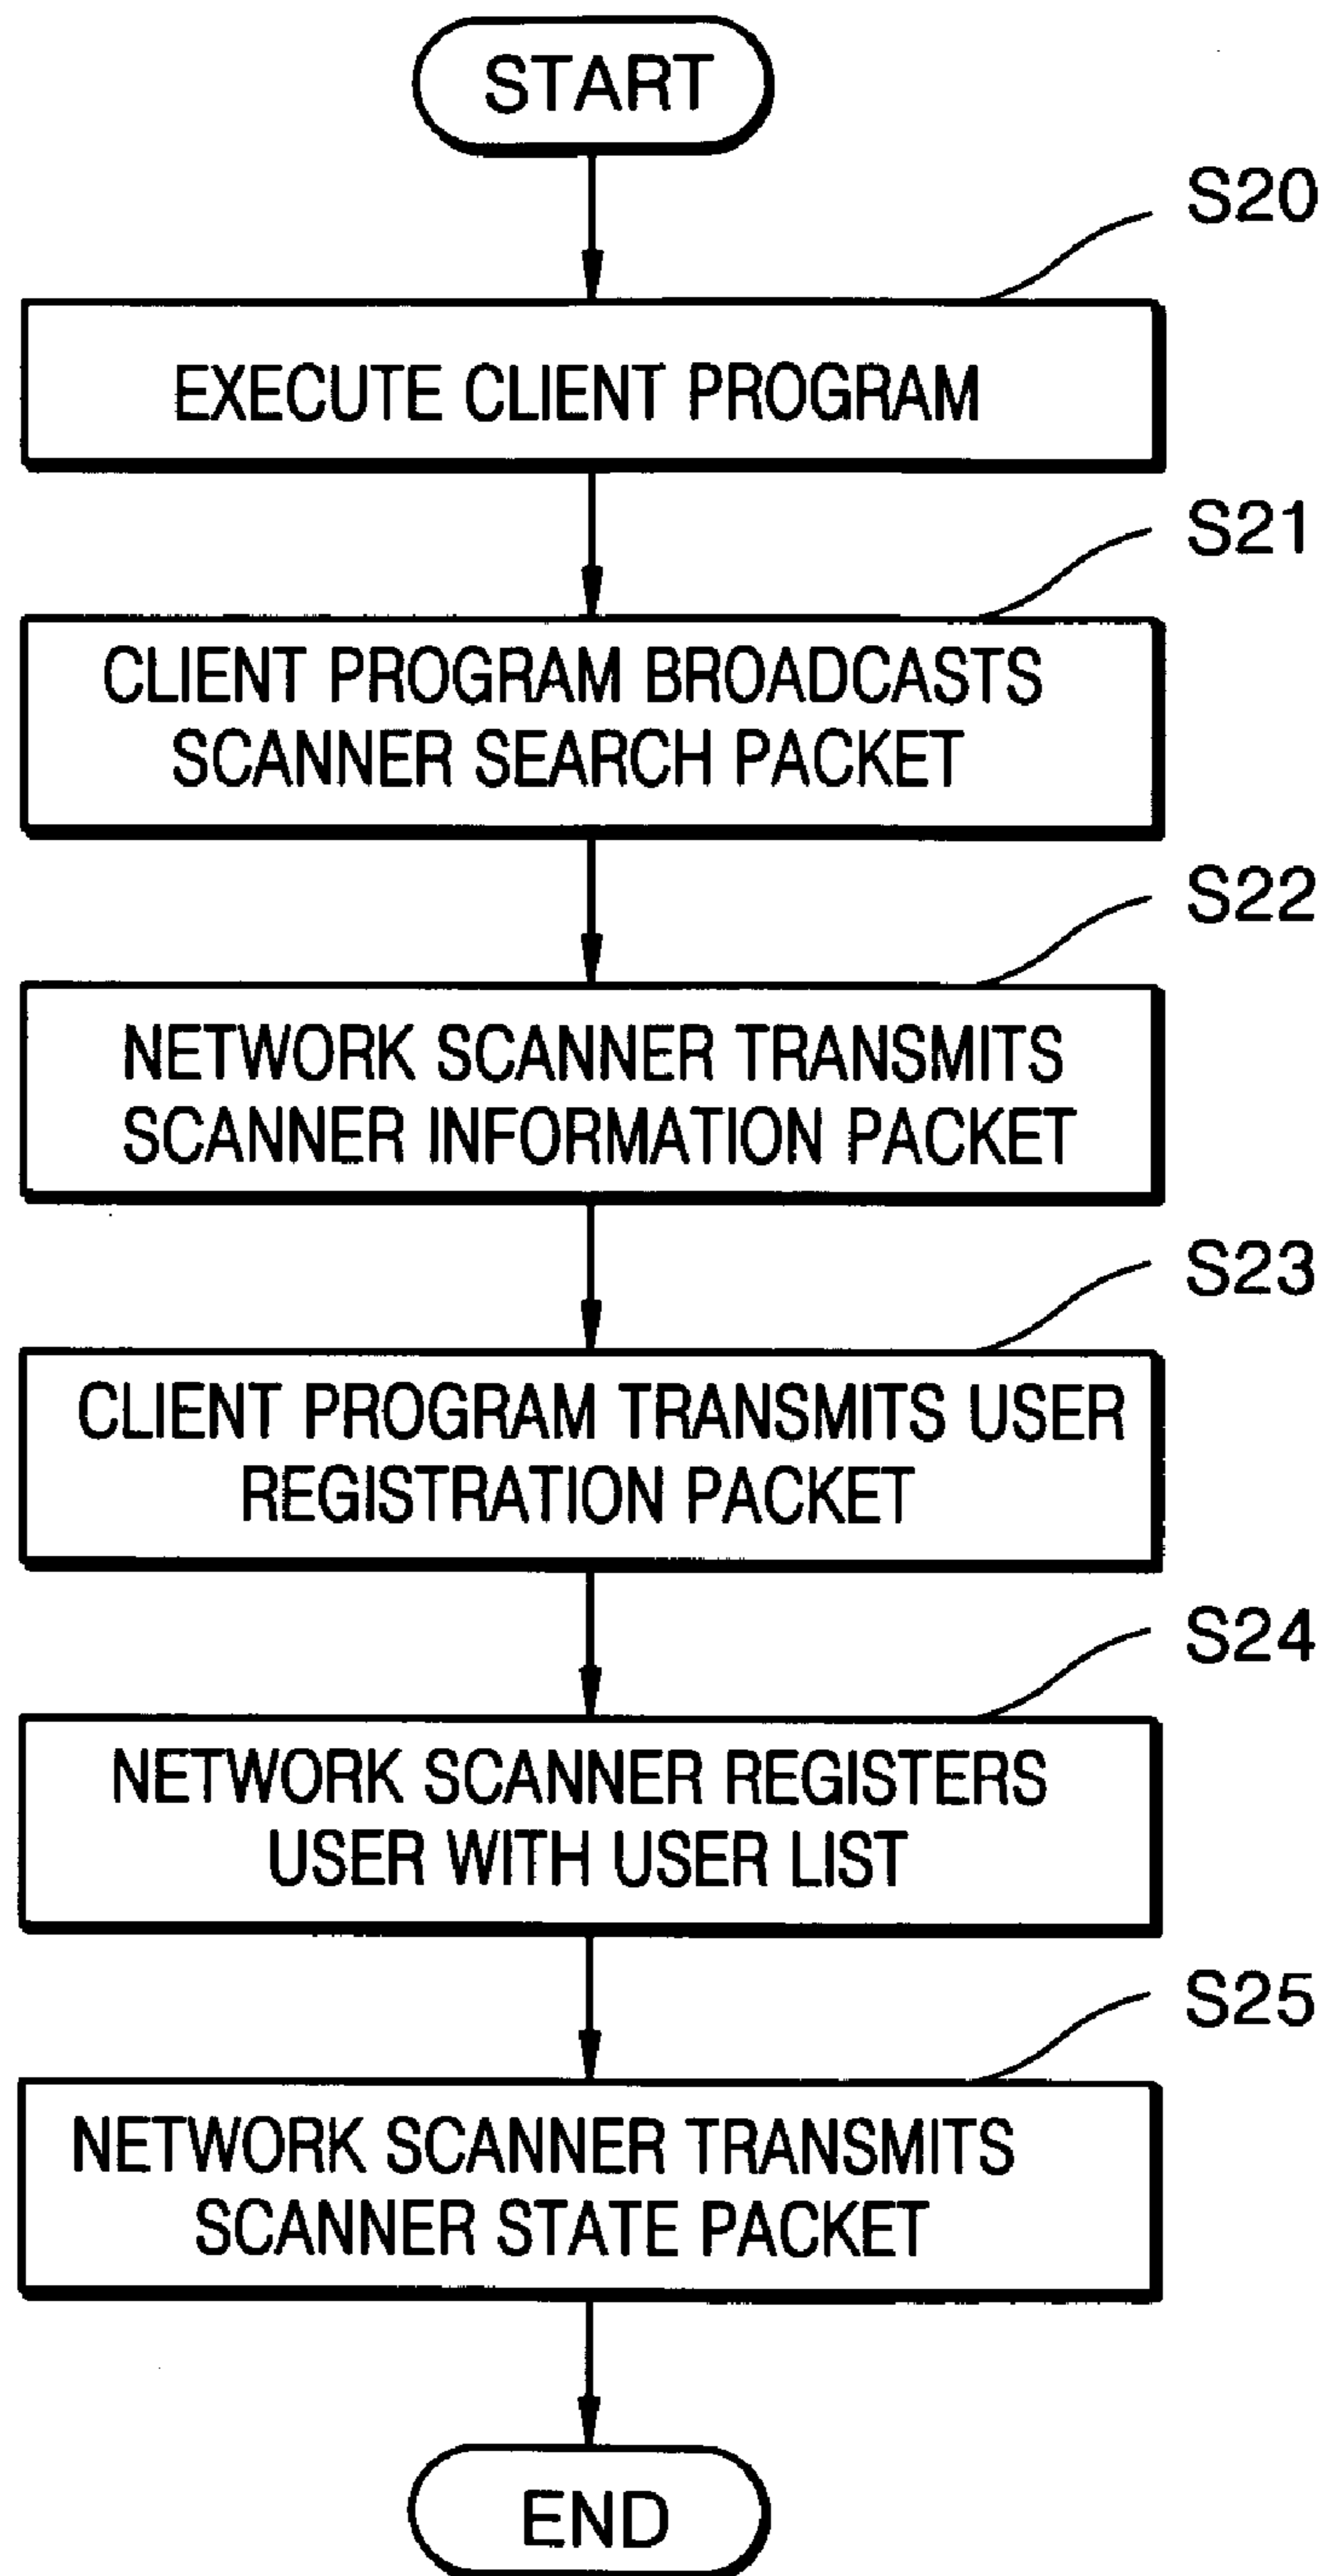 START
S20
EXECUTE CLIENT PROGRAM
S21
CLIENT PROGRAM BROADCASTS
SCANNER SEARCH PACKET
S22
NETWORK SCANNER TRANSMITS
SCANNER INFORMATION PACKET
S23
CLIENT PROGRAM TRANSMITS USER
REGISTRATION PACKET
S24
NETWORK SCANNER REGISTERS
USER WITH USER LIST
S25
NETWORK SCANNER TRANSMITS
SCANNER STATE PACKET
END